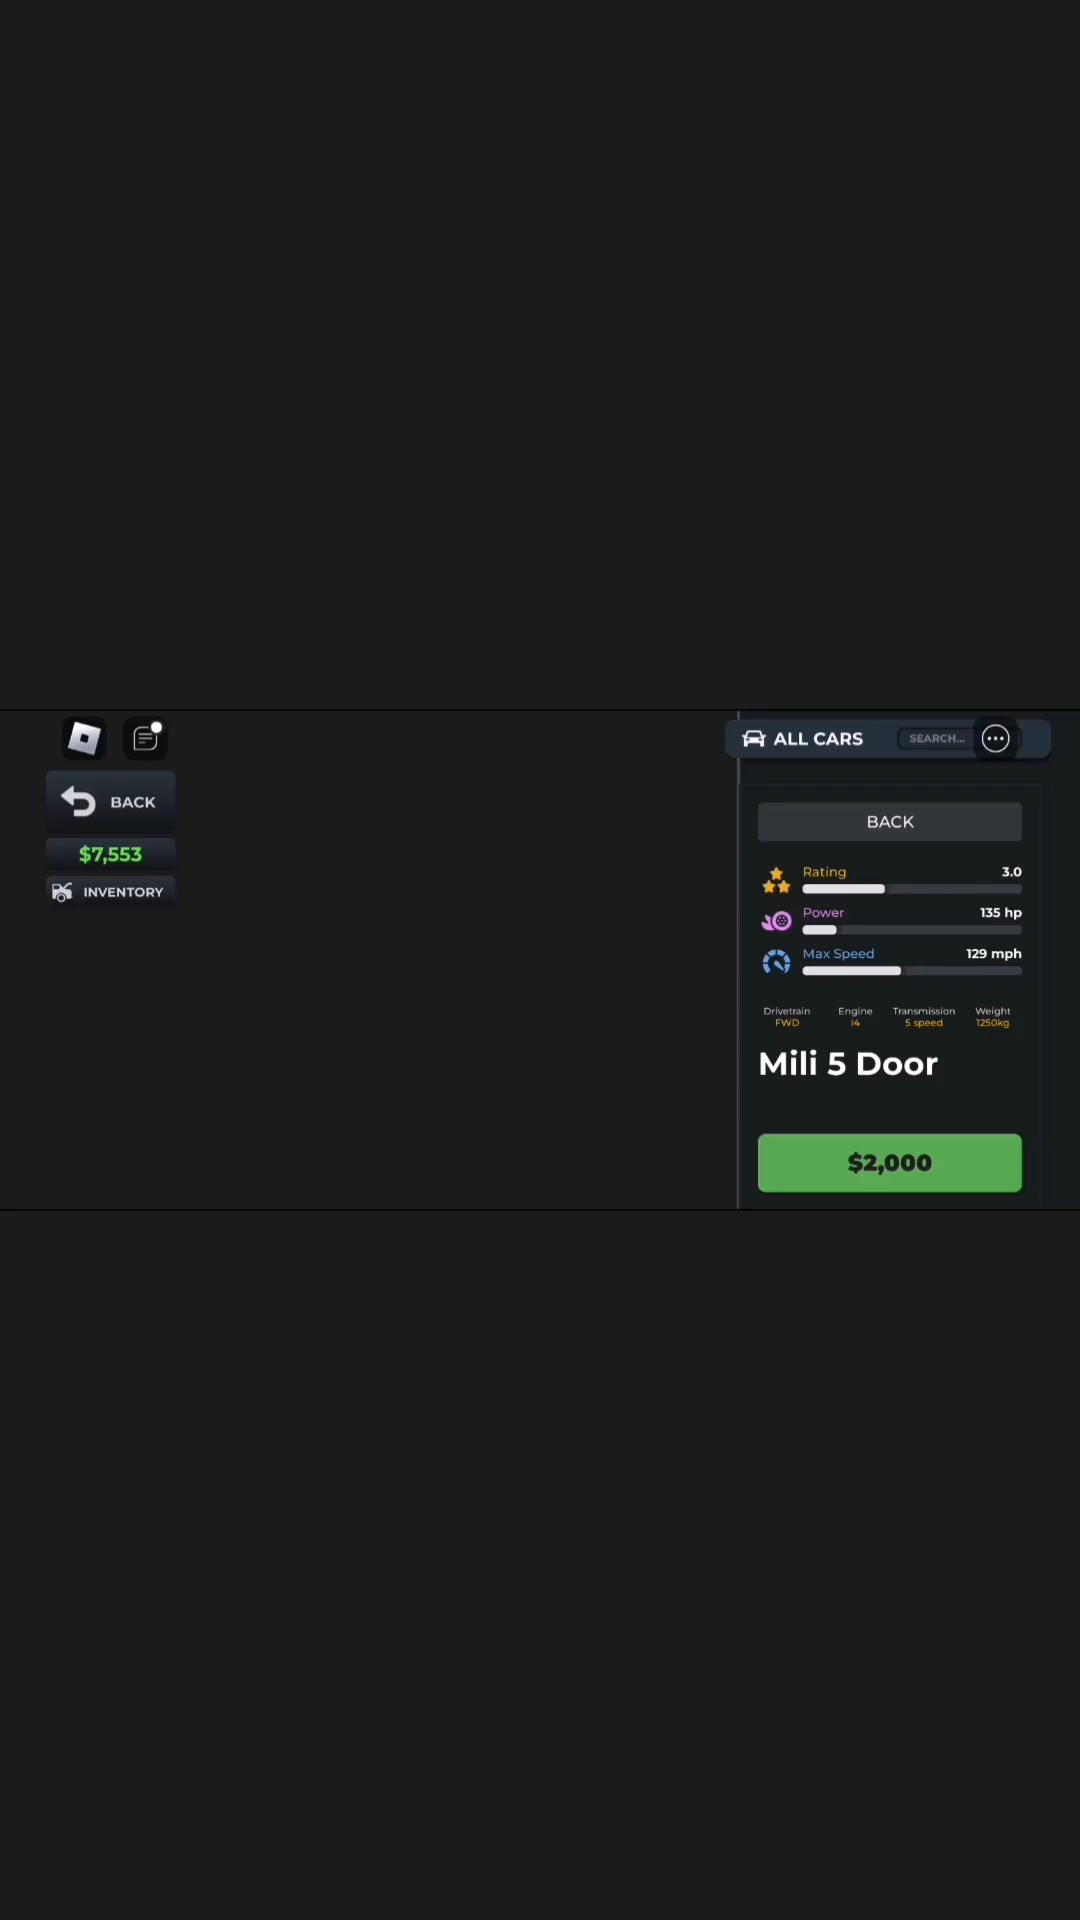 BACK
$7,553
INVENTORY
ALL CARS
SEARCH...
BACK
Rating 3.0
Power 135 hp
Max Speed 129 mph
Drivetrain Engine Transmission Weight
FWD I4 5 speed 1250kg
Mili 5 Door
$2,000